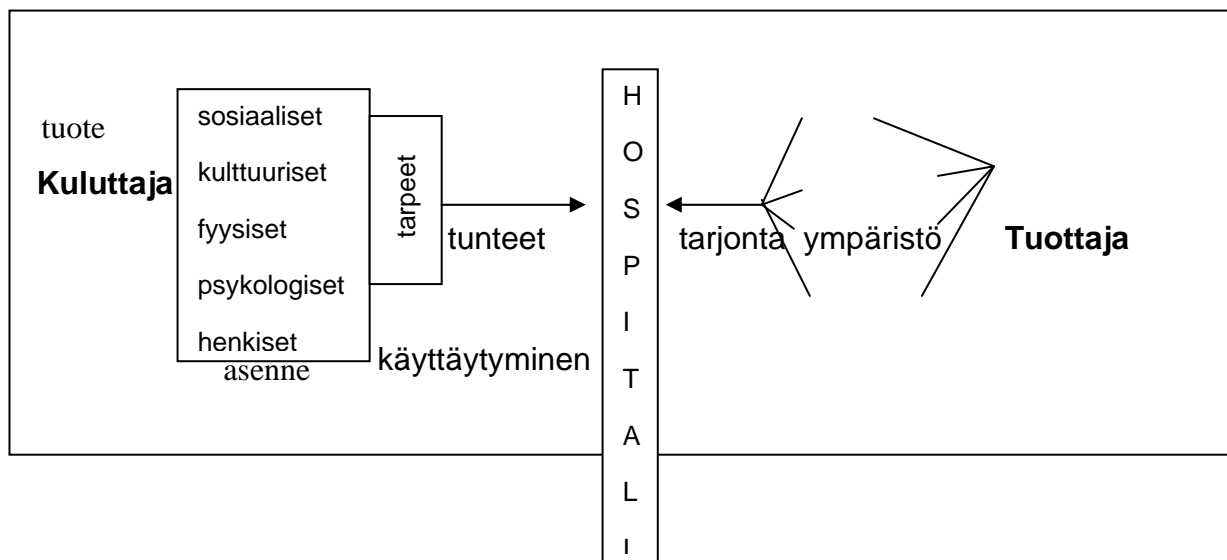 tuote
Kuluttaja
sosiaaliset
kulttuuriset
fyysiset
psykologiset
henkiset
asenne
tarpeet
tunteet
käyttäytyminen
H
O
S
P
I
T
A
L
I
tarjonta
ympäristö
Tuottaja